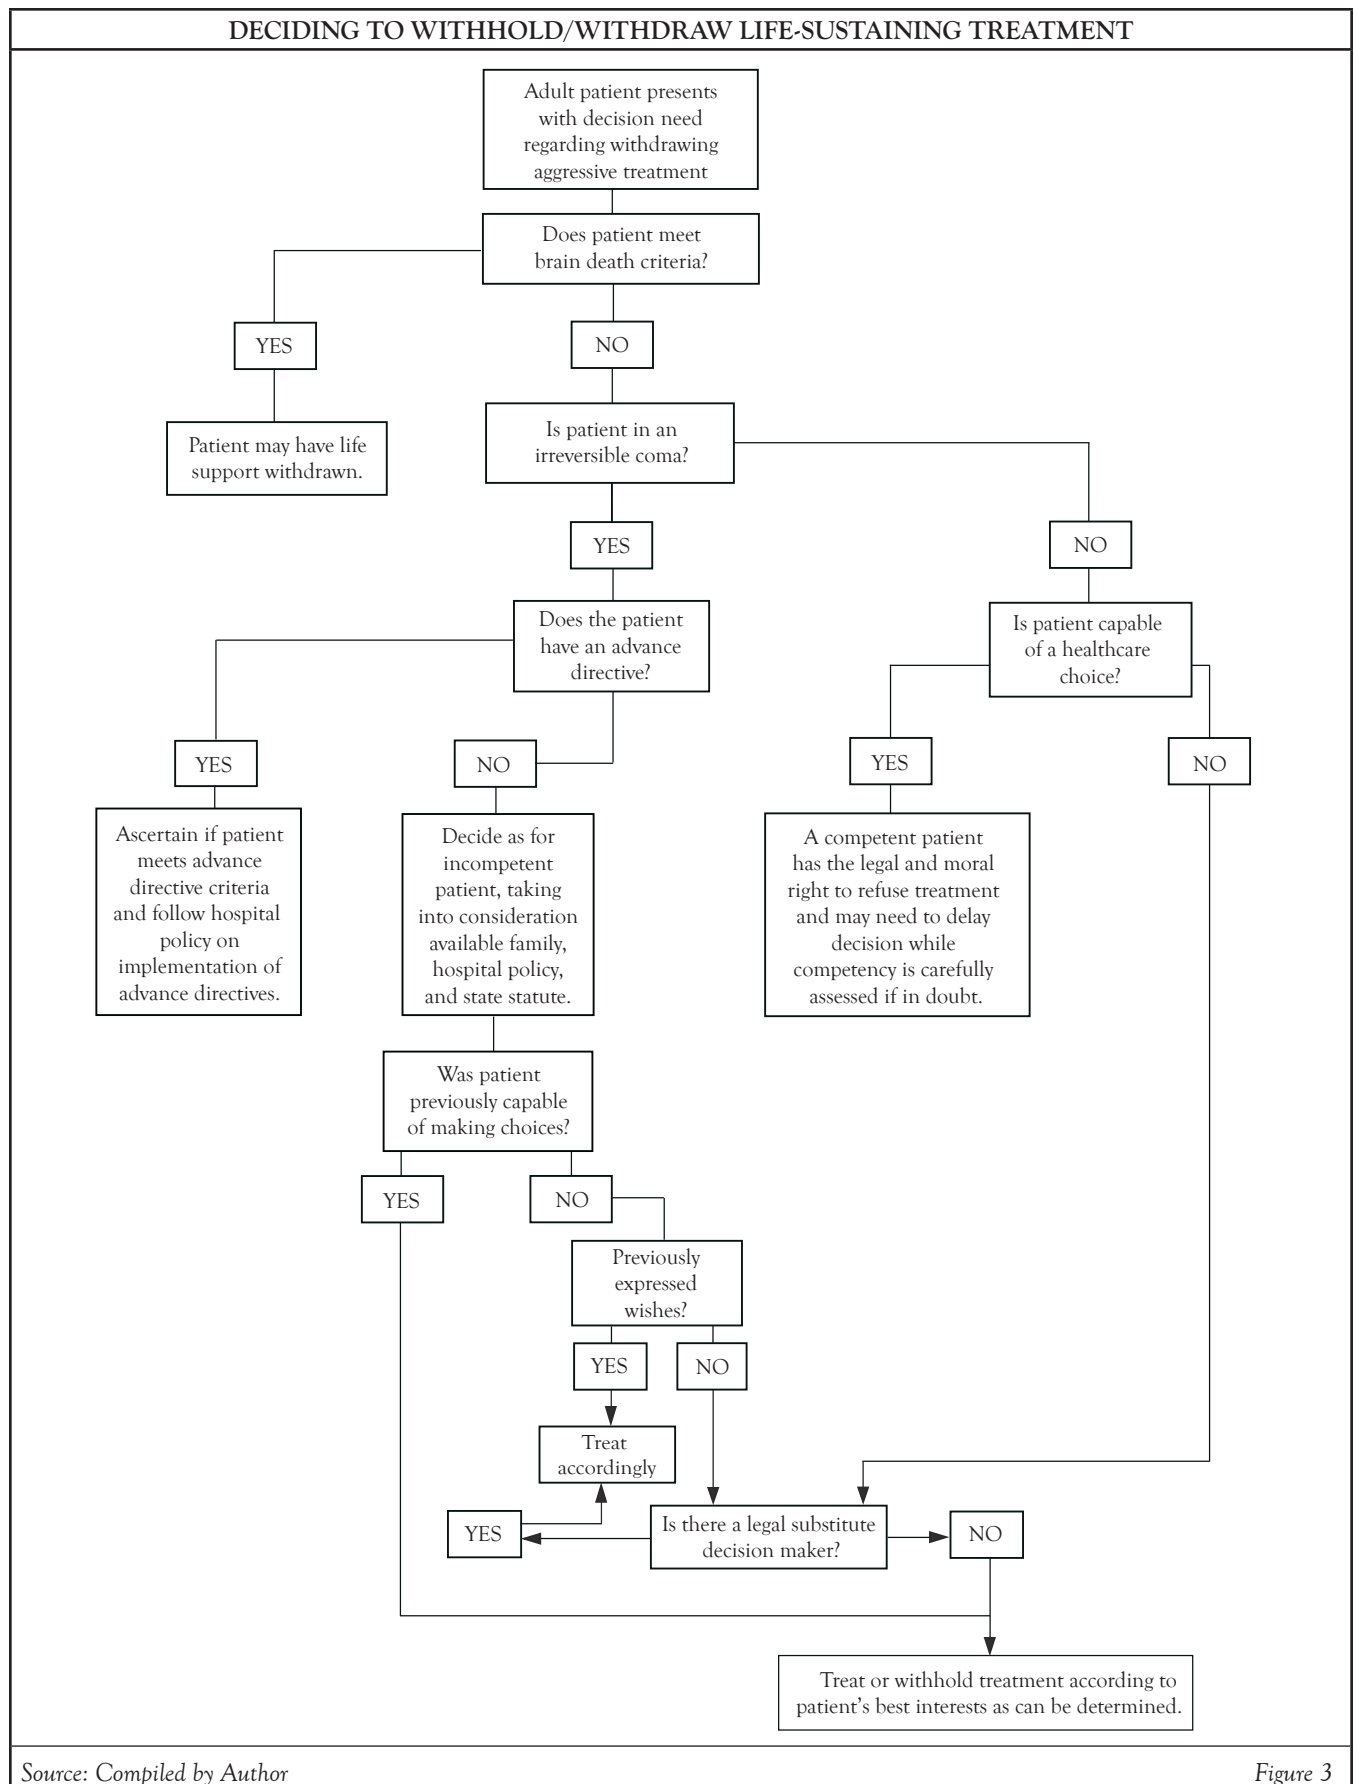 DECIDING TO WITHHOLD/WITHDRAW LIFE-SUSTAINING TREATMENT
Adult patient presents
with decision need
regarding withdrawing
aggressive treatment
Does patient meet
brain death criteria?
YES
NO
Patient may have life
support withdrawn.
Is patient in an
irreversible coma?
YES
NO
Does the patient
have an advance
directive?
Is patient capable
of a healthcare
choice?
YES
NO
YES
NO
Ascertain if patient
meets advance
directive criteria
and follow hospital
policy on
implementation of
advance directives.
Decide as for
incompetent
patient, taking
into consideration
available family,
hospital policy,
and state statute.
A competent patient
has the legal and moral
right to refuse treatment
and may need to delay
decision while
competency is carefully
assessed if in doubt.
Was patient
previously capable
of making choices?
YES
NO
Previously
expressed
wishes?
YES
NO
Treat
accordingly
YES
Is there a legal substitute
decision maker?
NO
Treat or withhold treatment according to
patient's best interests as can be determined.
Source: Compiled by Author
Figure 3